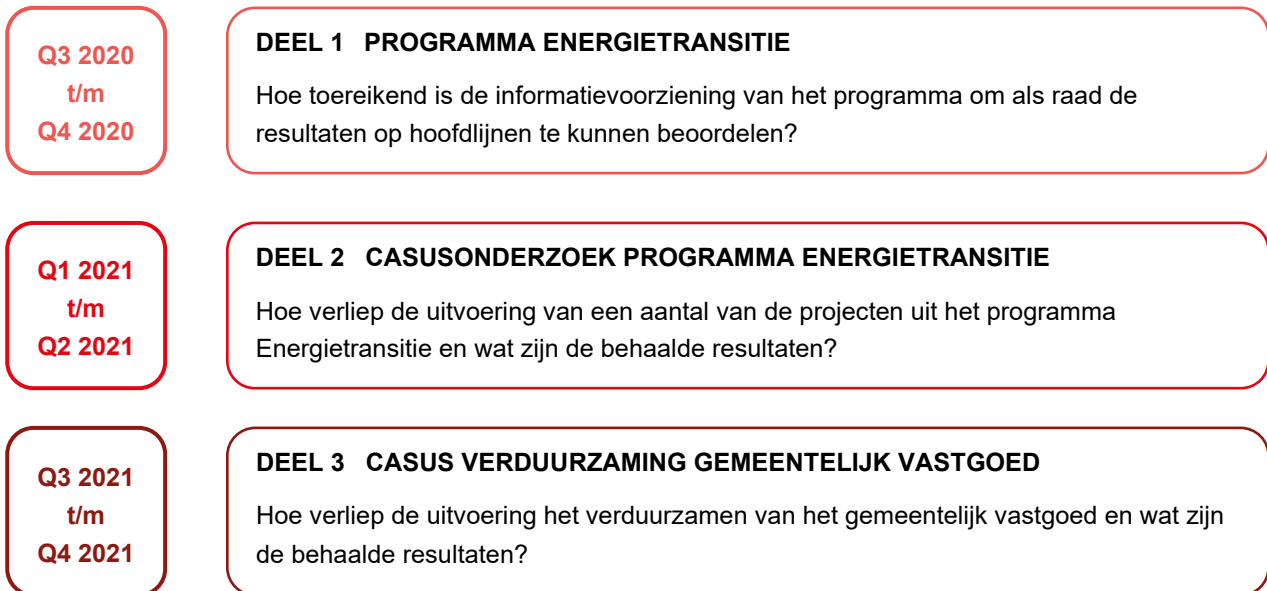 Q3 2020
t/m
Q4 2020
DEEL 1 PROGRAMMA ENERGIETRANSITIE
Hoe toereikend is de informatievoorziening van het programma om als raad de
resultaten op hoofdlijnen te kunnen beoordelen?
Q1 2021
t/m
Q2 2021
DEEL 2 CASUSONDERZOEK PROGRAMMA ENERGIETRANSITIE
Hoe verliep de uitvoering van een aantal van de projecten uit het programma
Energietransitie en wat zijn de behaalde resultaten?
Q3 2021
t/m
Q4 2021
DEEL 3 CASUS VERDUURZAMING GEMEENTELIJK VASTGOED
Hoe verliep de uitvoering het verduurzamen van het gemeentelijk vastgoed en wat zijn
de behaalde resultaten?